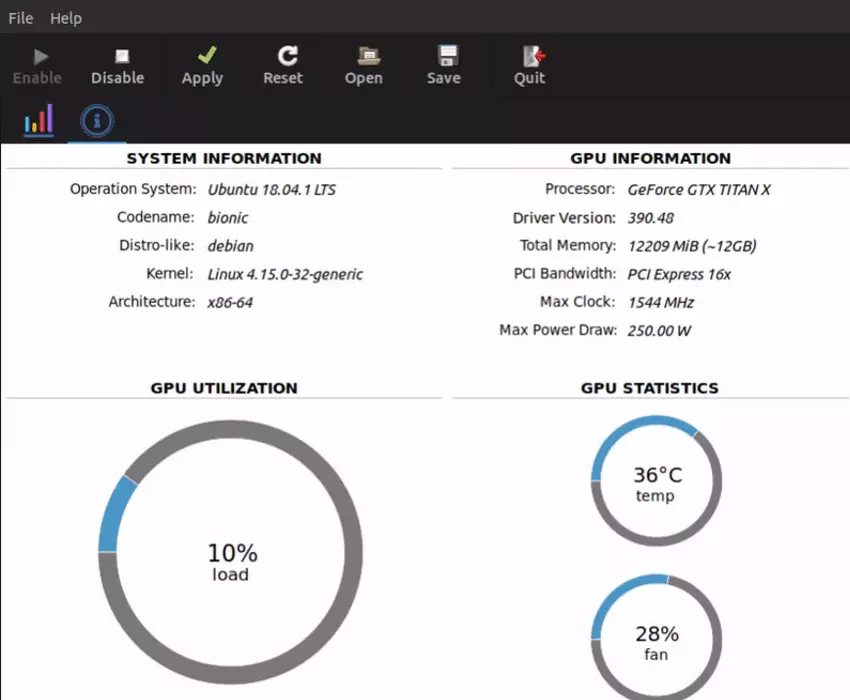 File Help
Enable Disable Apply Reset Open Save Quit
SYSTEM INFORMATION
Operation System: Ubuntu 18.04.1 LTS
Codename: bionic
Distro-like: debian
Kernel: Linux 4.15.0-32-generic
Architecture: x86-64
GPU INFORMATION
Processor: GeForce GTX TITAN X
Driver Version: 390.48
Total Memory: 12209 MiB (~12GB)
PCI Bandwidth: PCI Express 16x
Max Clock: 1544 MHz
Max Power Draw: 250.00 W
GPU UTILIZATION
10%
load
GPU STATISTICS
36°C
temp
28%
fan